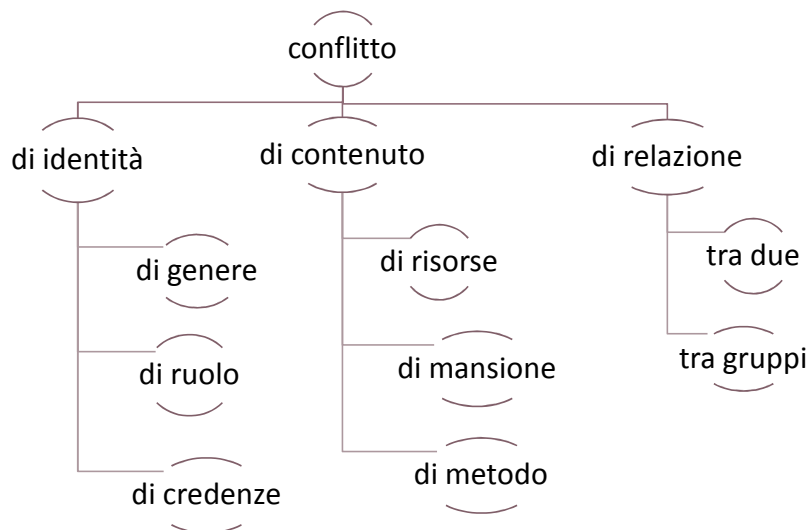 conflitto
di identità
di contenuto
di relazione
di genere
di risorse
tra due
di ruolo
di mansione
tra gruppi
di credenze
di metodo